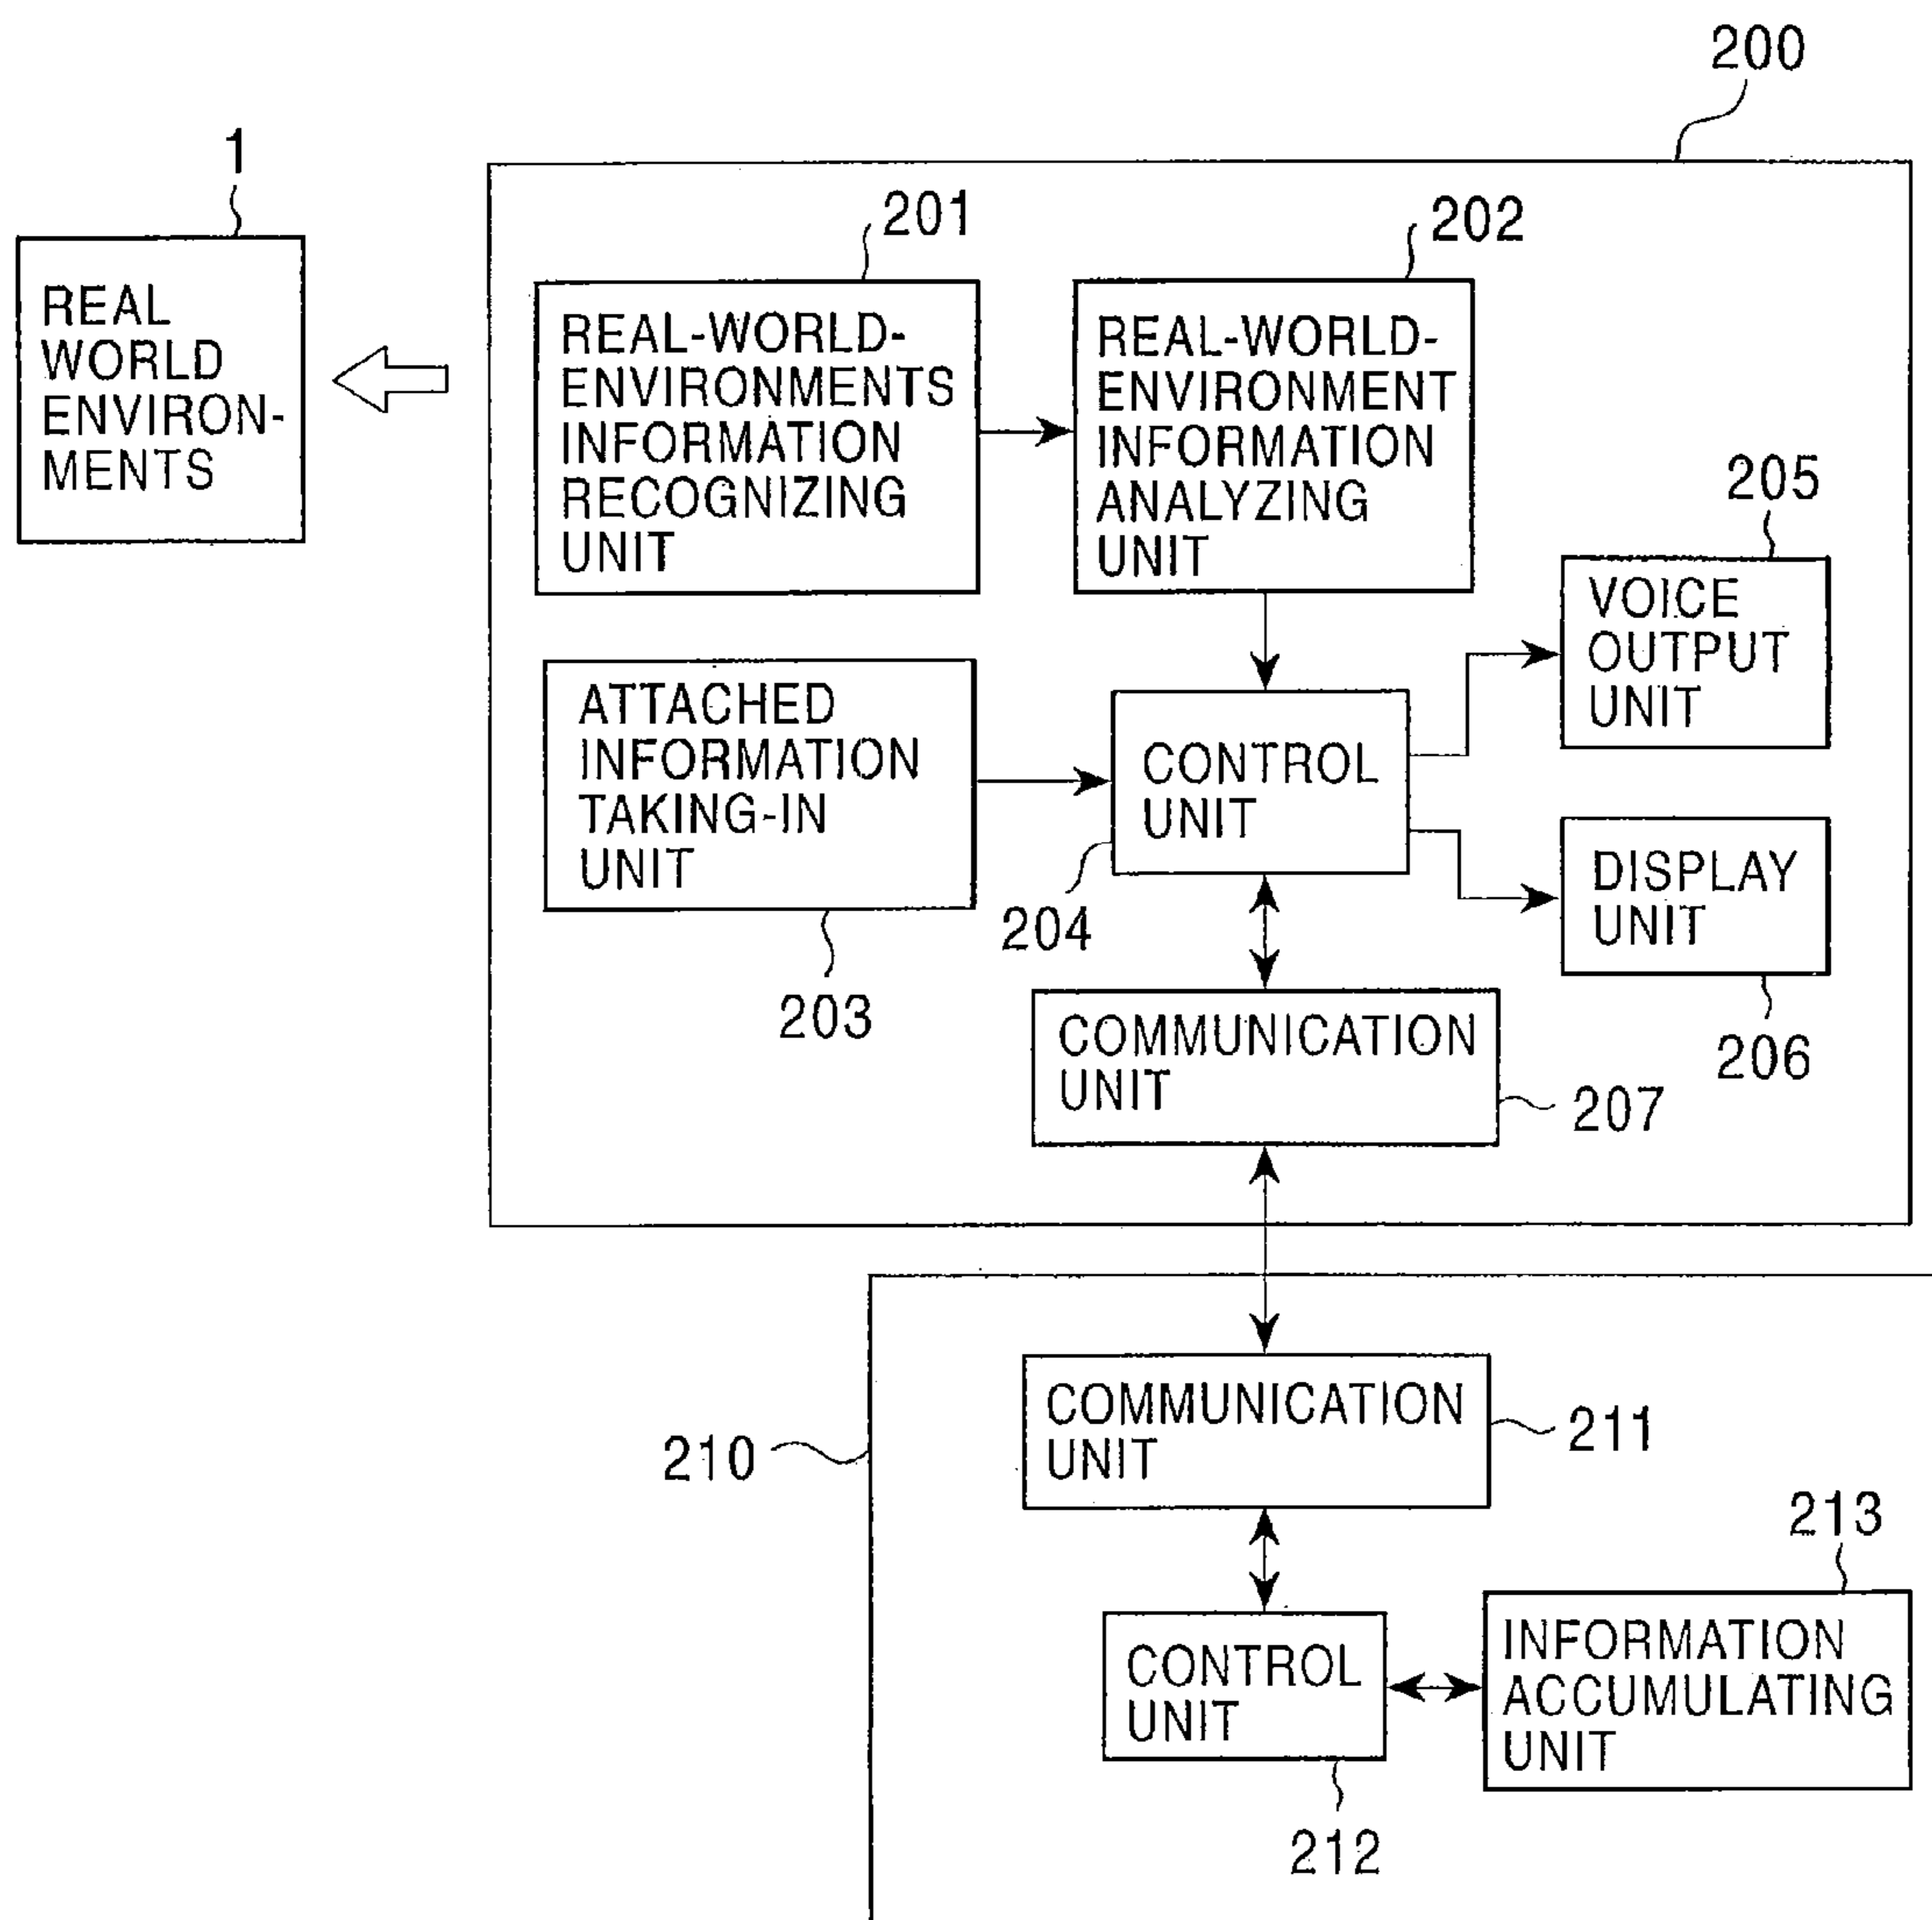 200
1
201
202
REAL
WORLD
ENVIRON-
MENTS
REAL-WORLD-
ENVIRONMENTS
INFORMATION
RECOGNIZING
UNIT
REAL-WORLD-
ENVIRONMENT
INFORMATION
ANALYZING
UNIT
205
VOICE
OUTPUT
UNIT
ATTACHED
INFORMATION
TAKING-IN
UNIT
203
CONTROL
UNIT
204
DISPLAY
UNIT
206
COMMUNICATION
UNIT
207
210
COMMUNICATION
UNIT
211
213
CONTROL
UNIT
212
INFORMATION
ACCUMULATING
UNIT